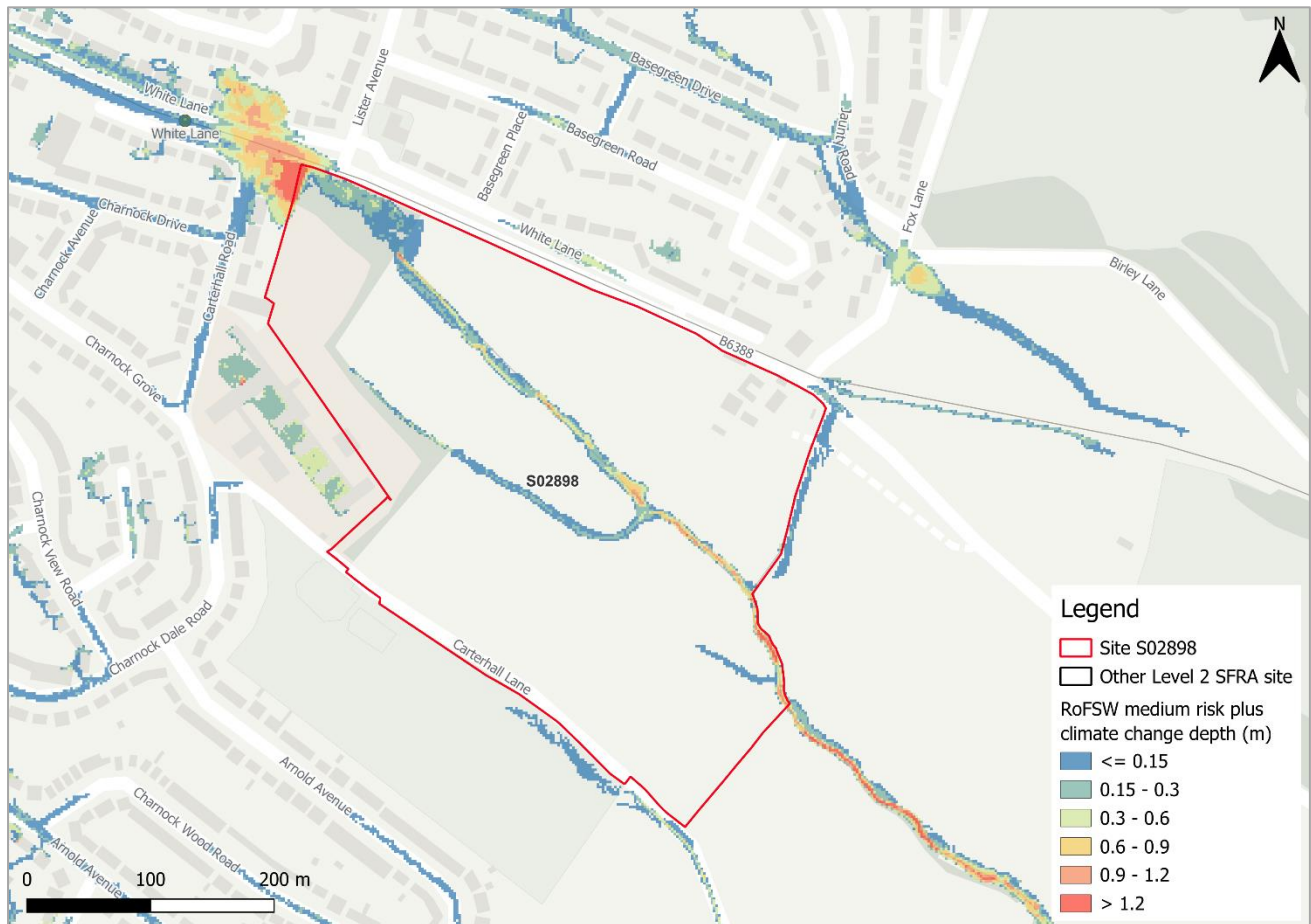 N
Basegreen Drive
Lister Avenue
White Lane
White Lane
Jaunty Road
Basegreen Road
Basegreen Place
Fox Lane
Charnock Drive
Charnock Avenue
Carterhall Road
White Lane
Birley Lane
Charnock Grove
B6388
S02898
Charnock View Road
Charnock Dale Road
Carterhall Lane
Arnold Avenue
Charnock Wood Road
Arnold Avenue
0 100 200 m
Legend
Site S02898
Other Level 2 SFRA site
RoFSW medium risk plus
climate change depth (m)
<= 0.15
0.15 - 0.3
0.3 - 0.6
0.6 - 0.9
0.9 - 1.2
> 1.2